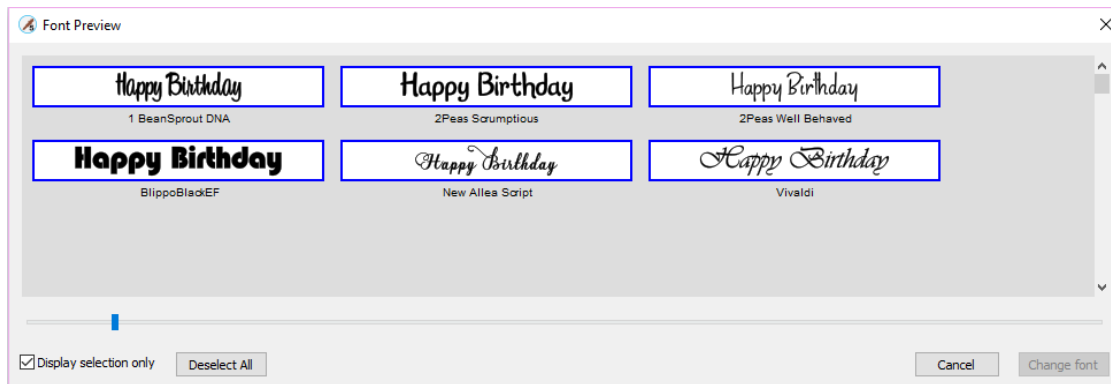 Font Preview
Happy Birthday Happy Birthday Happy Birthday
1 BeanSprout DNA 2Peas Scrumptious 2Peas Well Behaved
Happy Birthday Happy Birthday Happy Birthday
BlippoBlackEF New Allea Script Vivaldi
Display selection only Deselect All Cancel Change font